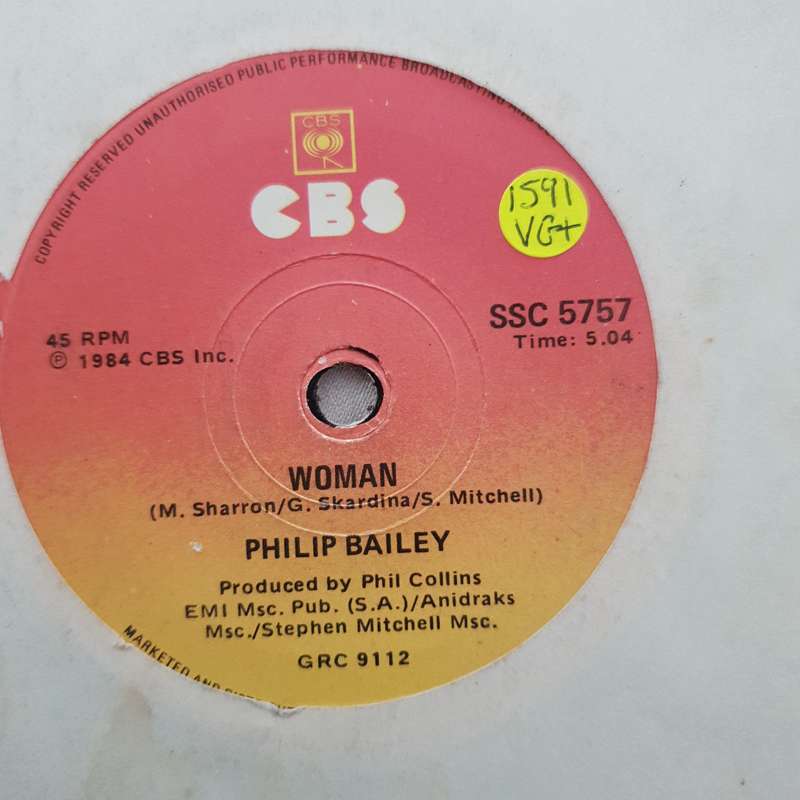 COPYRIGHT RESERVED UNAUTHORISED PUBLIC PERFORMANCE BROADCASTING AND
CBS
CBS
1591
VG+
SSC 5757
Time: 5.04
45 RPM
℗ 1984 CBS Inc.
WOMAN
(M. Sharron/G. Skardina/S. Mitchell)
PHILIP BAILEY
Produced by Phil Collins
EMI Msc. Pub. (S.A.)/Anidraks
Msc./Stephen Mitchell Msc.
GRC 9112
MARKETED AND